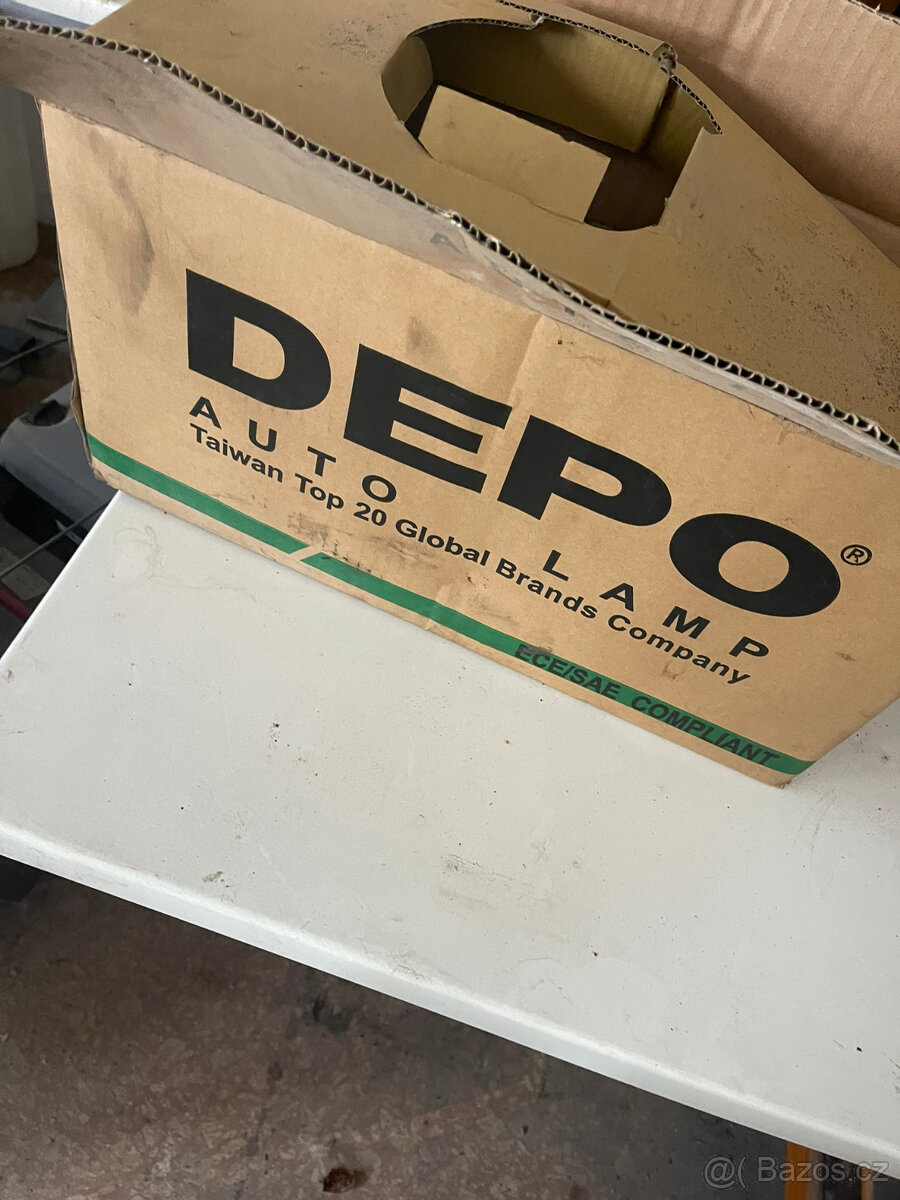 DEPO®
AUTO LAMP
Taiwan Top 20 Global Brands Company
ECE/SAE COMPLIANT
@( Bazos.cz